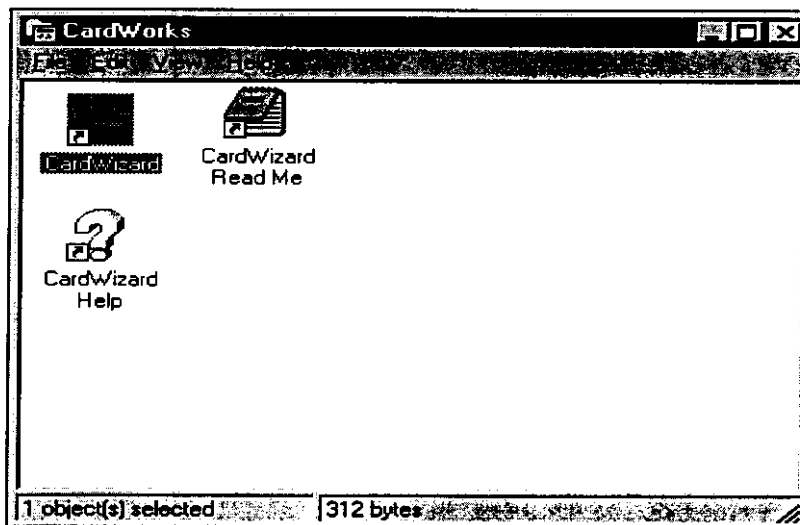 CardWorks
File Edit View Help
CardWizard
CardWizard
Read Me
CardWizard
Help
1 object(s) selected
312 bytes